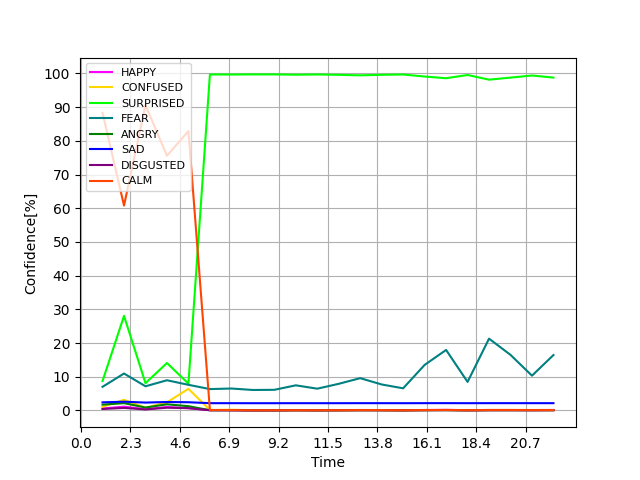 100
90
80
70
60
50
40
30
20
10
0
Confidence[%]
HAPPY
CONFUSED
SURPRISED
FEAR
ANGRY
SAD
DISGUSTED
CALM
0.0 2.3 4.6 6.9 9.2 11.5 13.8 16.1 18.4 20.7
Time